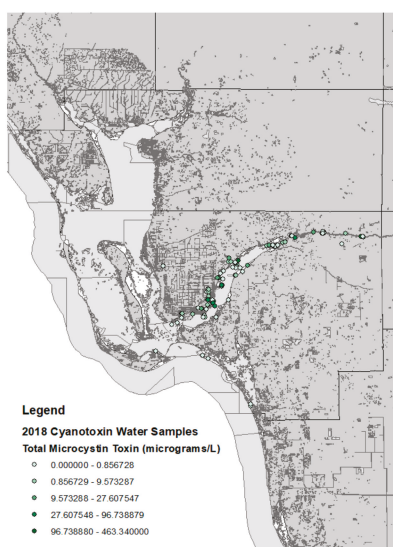 Legend
2018 Cyanotoxin Water Samples
Total Microcystin Toxin (micrograms/L)
0.000000 - 0.856728
0.856729 - 9.573287
9.573288 - 27.607547
27.607548 - 96.738879
96.738880 - 463.340000